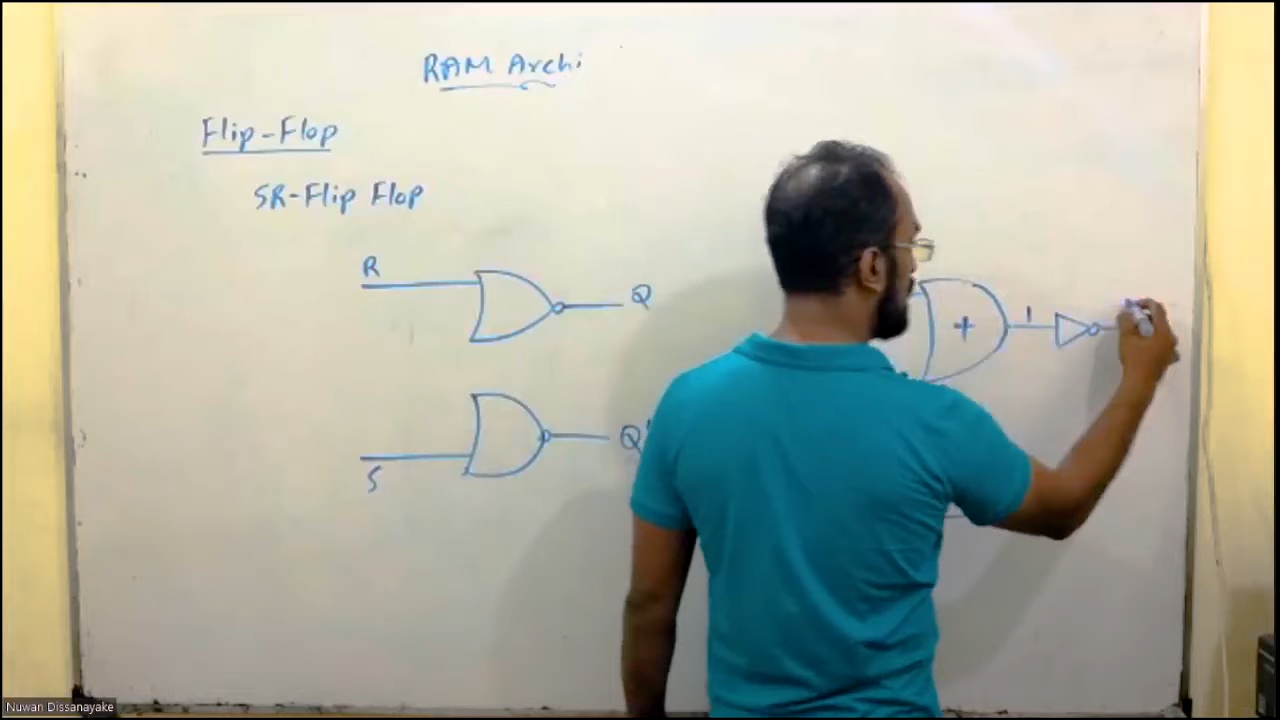 RAM Archi
Flip-Flop
SR-Flip Flop
R
Q
+
1
Q'
S
Nuwan Dissanayake